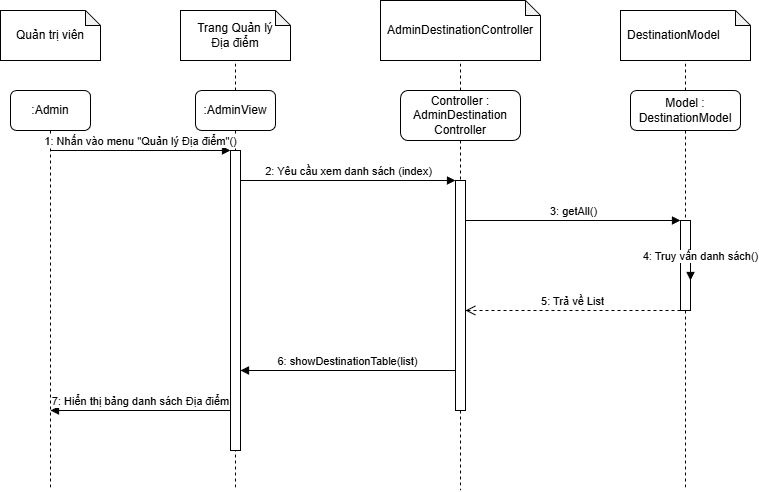 Quản trị viên
Trang Quản lý
Địa điểm
AdminDestinationController
DestinationModel
:Admin
:AdminView
Controller :
AdminDestination
Controller
Model :
DestinationModel
1: Nhấn vào menu "Quản lý Địa điểm"()
2: Yêu cầu xem danh sách (index)
3: getAll()
4: Truy vấn danh sách()
5: Trả về List
6: showDestinationTable(list)
7: Hiển thị bảng danh sách Địa điểm